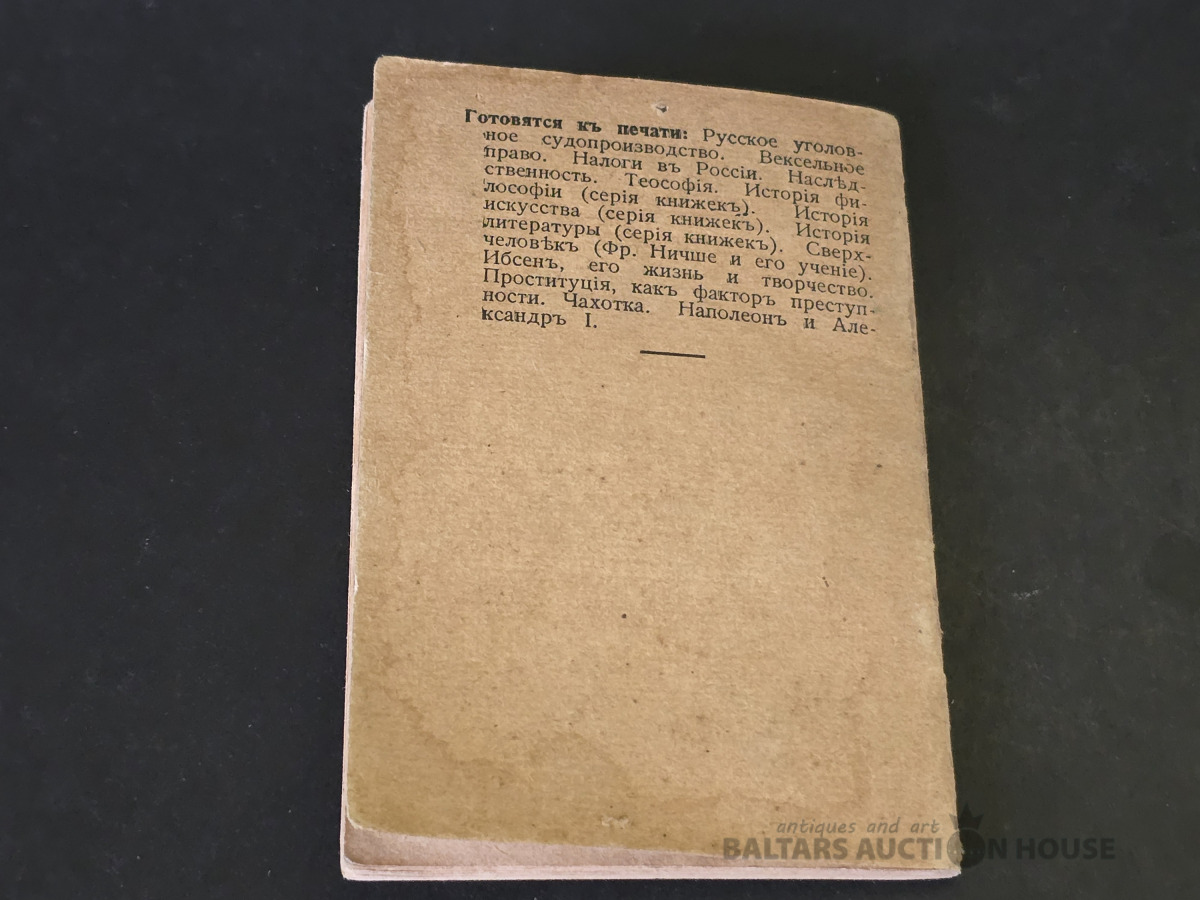 Готовятся къ печати: Русское уголов-
ное судопроизводство. Вексельное
право. Налоги въ Россіи. Наслѣд-
ственность. Теософія. Исторія фи-
лософіи (серія книжекъ). Исторія
искусства (серія книжекъ). Исторія
литературы (серія книжекъ). Сверх-
человѣкъ (Фр. Ничше и его ученіе).
Ибсенъ, его жизнь и творчество.
Проституція, какъ факторъ преступ-
ности. Чахотка. Наполеонъ и Але-
ксандръ I.
antiques and art
BALTARS AUCTION HOUSE